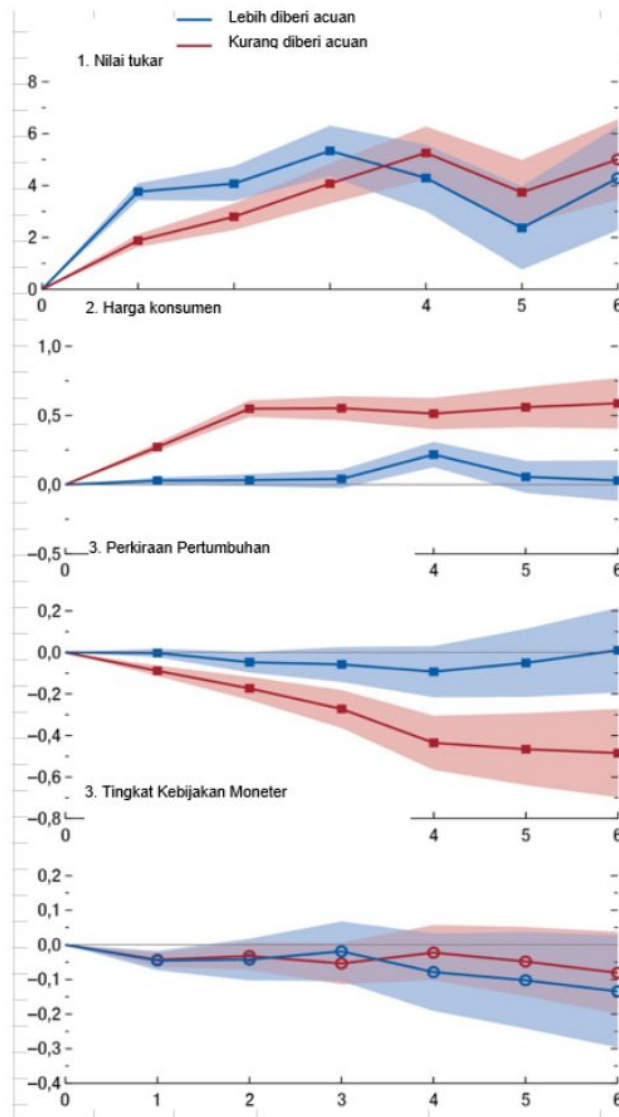 Lebih diberi acuan
Kurang diberi acuan
1. Nilai tukar
8
6
4
2
0
0 4 5 6
2. Harga konsumen
1,0
0,5
0,0
–0,5
0 4 5 6
3. Perkiraan Pertumbuhan
0,2
0,0
–0,2
–0,4
–0,6
–0,8
0 4 5 6
3. Tingkat Kebijakan Moneter
0,2
0,1
0,0
–0,1
–0,2
–0,3
–0,4
0 1 2 3 4 5 6